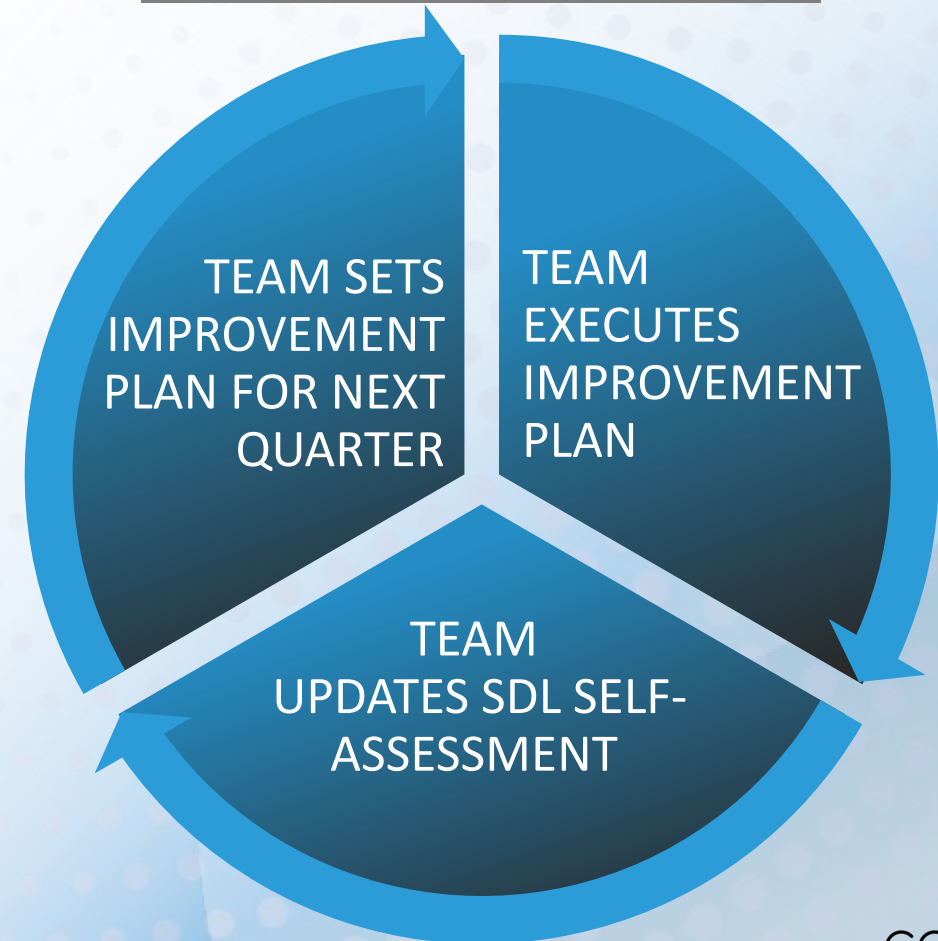 TEAM SETS
IMPROVEMENT
PLAN FOR NEXT
QUARTER
TEAM
EXECUTES
IMPROVEMENT
PLAN
TEAM
UPDATES SDL SELF-
ASSESSMENT